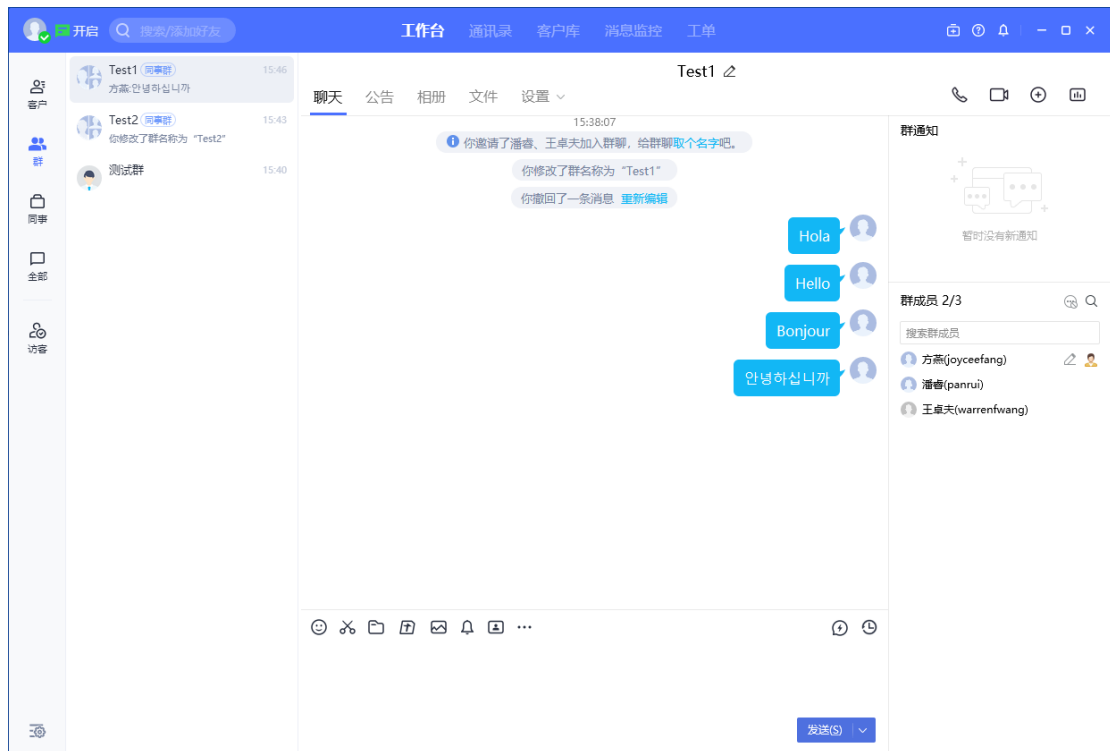 开启 搜索/添加好友 工作台 通讯录 客户库 消息监控 工单
客户
群
同事
全部
访客
Test1 同事群 15:46
方燕:안녕하십니까
Test2 同事群 15:43
你修改了群名称为 “Test2”
测试群 15:40
Test1
聊天 公告 相册 文件 设置
15:38:07
你邀请了潘睿、王卓夫加入群聊，给群聊取个名字吧。
你修改了群名称为 “Test1”
你撤回了一条消息 重新编辑
Hola
Hello
Bonjour
안녕하십니까
发送(S)
群通知
暂时没有新通知
群成员 2/3
搜索群成员
方燕(joyceefang)
潘睿(panrui)
王卓夫(warrenfwang)